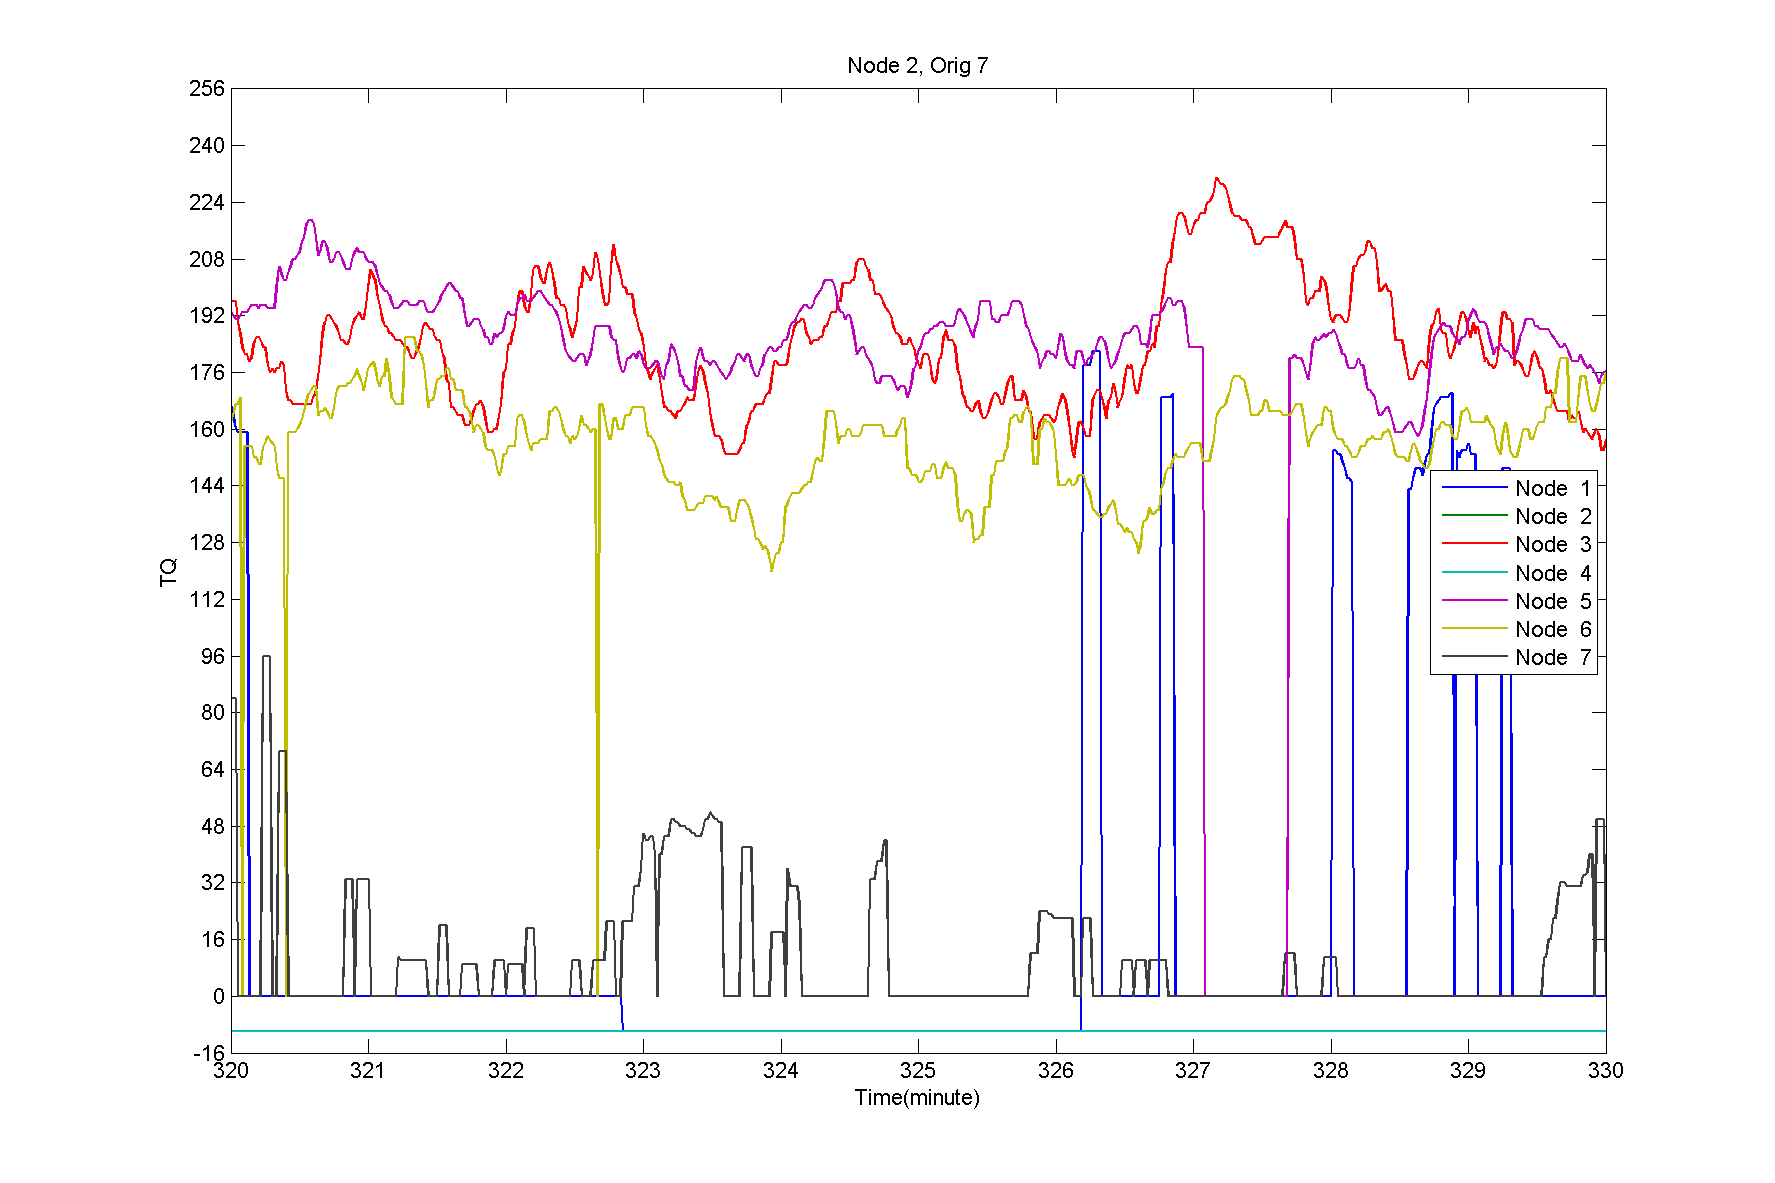 Node 2, Orig 7
256
240
224
208
192
176
160
144
128
112
96
80
64
48
32
16
0
-16
TQ
Node 1
Node 2
Node 3
Node 4
Node 5
Node 6
Node 7
320 321 322 323 324 325 326 327 328 329 330
Time(minute)